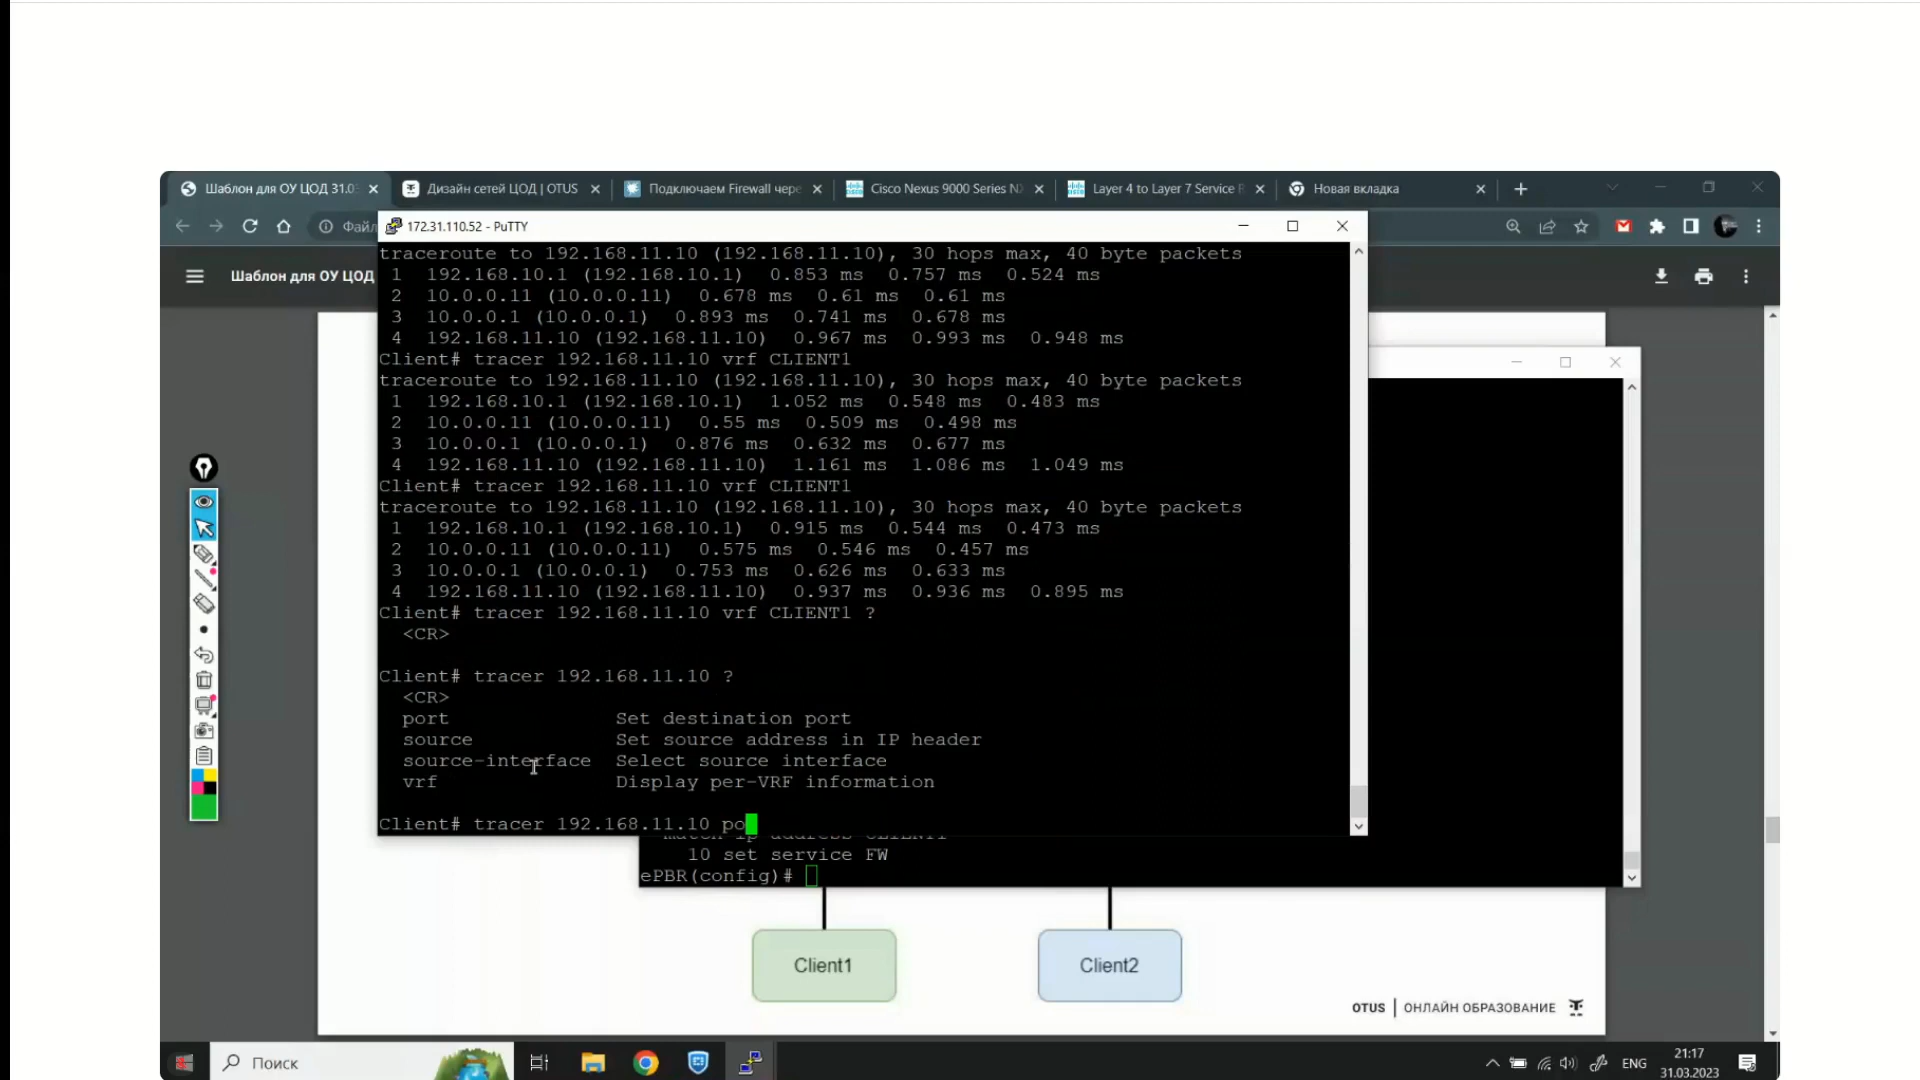 Шаблон для ОУ ЦОД 31.0
Дизайн сетей ЦОД | OTUS
Подключаем Firewall чере
Cisco Nexus 9000 Series N
Layer 4 to Layer 7 Service
Новая вкладка
Файл
172.31.110.52 - PuTTY
Шаблон для ОУ ЦОД
traceroute to 192.168.11.10 (192.168.11.10), 30 hops max, 40 byte packets
1 192.168.10.1 (192.168.10.1) 0.853 ms 0.757 ms 0.524 ms
2 10.0.0.11 (10.0.0.11) 0.678 ms 0.61 ms 0.61 ms
3 10.0.0.1 (10.0.0.1) 0.893 ms 0.741 ms 0.678 ms
4 192.168.11.10 (192.168.11.10) 0.967 ms 0.993 ms 0.948 ms
Client# tracer 192.168.11.10 vrf CLIENT1
traceroute to 192.168.11.10 (192.168.11.10), 30 hops max, 40 byte packets
1 192.168.10.1 (192.168.10.1) 1.052 ms 0.548 ms 0.483 ms
2 10.0.0.11 (10.0.0.11) 0.55 ms 0.509 ms 0.498 ms
3 10.0.0.1 (10.0.0.1) 0.876 ms 0.632 ms 0.677 ms
4 192.168.11.10 (192.168.11.10) 1.161 ms 1.086 ms 1.049 ms
Client# tracer 192.168.11.10 vrf CLIENT1
traceroute to 192.168.11.10 (192.168.11.10), 30 hops max, 40 byte packets
1 192.168.10.1 (192.168.10.1) 0.915 ms 0.544 ms 0.473 ms
2 10.0.0.11 (10.0.0.11) 0.575 ms 0.546 ms 0.457 ms
3 10.0.0.1 (10.0.0.1) 0.753 ms 0.626 ms 0.633 ms
4 192.168.11.10 (192.168.11.10) 0.937 ms 0.936 ms 0.895 ms
Client# tracer 192.168.11.10 vrf CLIENT1 ?
<CR>
Client# tracer 192.168.11.10 ?
<CR>
port Set destination port
source Set source address in IP header
source-interface Select source interface
vrf Display per-VRF information
Client# tracer 192.168.11.10 po
match ip address CLIENT1
10 set service FW
ePBR(config)#
Client1
Client2
OTUS | ОНЛАЙН ОБРАЗОВАНИЕ
Поиск
ENG
21:17
31.03.2023